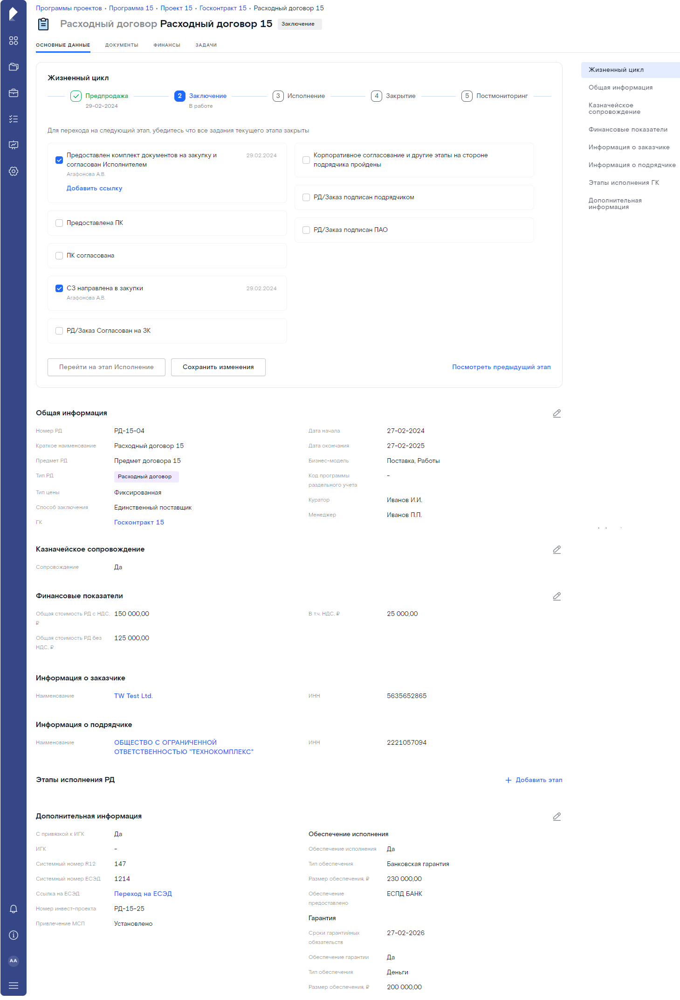 Программы проектов • Программа 15 • Проект 15 • Госконтракт 15 • Расходный договор 15
Расходный договор Расходный договор 15 Заключение
ОСНОВНЫЕ ДАННЫЕ ДОКУМЕНТЫ ФИНАНСЫ ЗАДАЧИ
Жизненный цикл
Предпродажа
29-02-2024
2 Заключение
В работе
3 Исполнение
4 Закрытие
5 Постмониторинг
Для перехода на следующий этап, убедитесь что все задания текущего этапа закрыты
Предоставлен комплект документов на закупку и 29.02.2024
согласован Исполнителем
Агафонова А.В.
Добавить ссылку
Предоставлена ПК
ПК согласована
СЗ направлена в закупки 29.02.2024
Агафонова А.В.
РД/Заказ Согласован на ЗК
Корпоративное согласование и другие этапы на стороне
подрядчика пройдены
РД/Заказ подписан подрядчиком
РД/Заказ подписан ПАО
Перейти на этап Исполнение Сохранить изменения Посмотреть предыдущий этап
Жизненный цикл
Общая информация
Казначейское
сопровождение
Финансовые показатели
Информация о заказчике
Информация о подрядчике
Этапы исполнения ГК
Дополнительная
информация
Общая информация
Номер РД РД-15-04
Краткое наименование Расходный договор 15
Предмет РД Предмет договора 15
Тип РД Расходный договор
Тип цены Фиксированная
Способ заключения Единственный поставщик
ГК Госконтракт 15
Дата начала 27-02-2024
Дата окончания 27-02-2025
Бизнес-модель Поставка, Работы
Код программы -
раздельного учета
Куратор Иванов И.И.
Менеджер Иванов П.П.
Казначейское сопровождение
Сопровождение Да
Финансовые показатели
Общая стоимость РД с НДС, 150 000,00
₽
Общая стоимость РД без 125 000,00
НДС, ₽
В т.ч. НДС, ₽ 25 000,00
Информация о заказчике
Наименование TW Test Ltd.
ИНН 5635652865
Информация о подрядчике
Наименование ОБЩЕСТВО С ОГРАНИЧЕННОЙ
ОТВЕТСТВЕННОСТЬЮ "ТЕХНОКОМПЛЕКС"
ИНН 2221057094
Этапы исполнения РД + Добавить этап
Дополнительная информация
С привязкой к ИГК Да
ИГК -
Системный номер R12 147
Системный номер ЕСЭД 1214
Ссылка на ЕСЭД Переход на ЕСЭД
Номер инвест-проекта РД-15-25
Привлечение МСП Установлено
Обеспечение исполнения
Обеспечение исполнения Да
Тип обеспечения Банковская гарантия
Размер обеспечения, ₽ 230 000,00
Обеспечение ЕСПД БАНК
предоставлено
Гарантия
Сроки гарантийных 27-02-2026
обязательств
Обеспечение гарантии Да
Тип обеспечения Деньги
Размер обеспечения, ₽ 200 000,00
АА